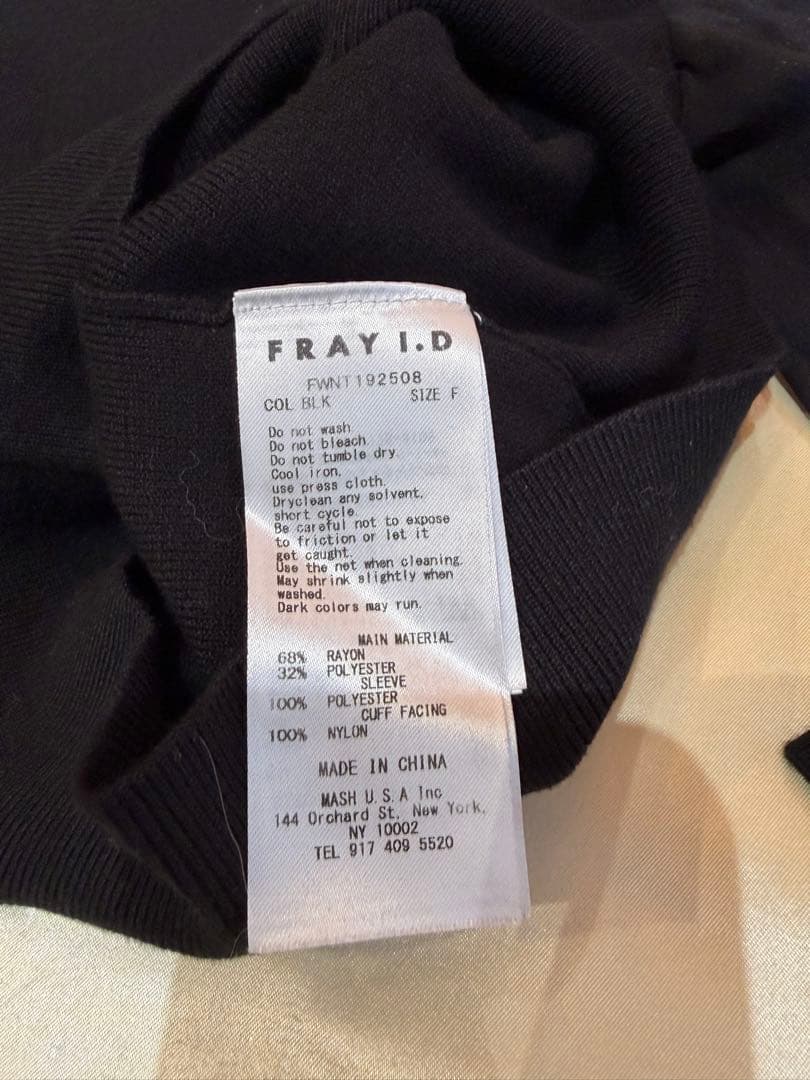 FRAY I.D
FWNT192508
COL BLK SIZE F
Do not wash
Do not bleach
Do not tumble dry
Cool iron,
use press cloth.
Dryclean any solvent,
short cycle.
Be careful not to expose
to friction or let it
get caught.
Use the net when cleaning.
May shrink slightly when
washed.
Dark colors may run.
MAIN MATERIAL
68% RAYON
32% POLYESTER
SLEEVE
100% POLYESTER
CUFF FACING
100% NYLON
MADE IN CHINA
MASH U.S.A Inc
144 Orchard St, New York,
NY 10002
TEL 917 409 5520